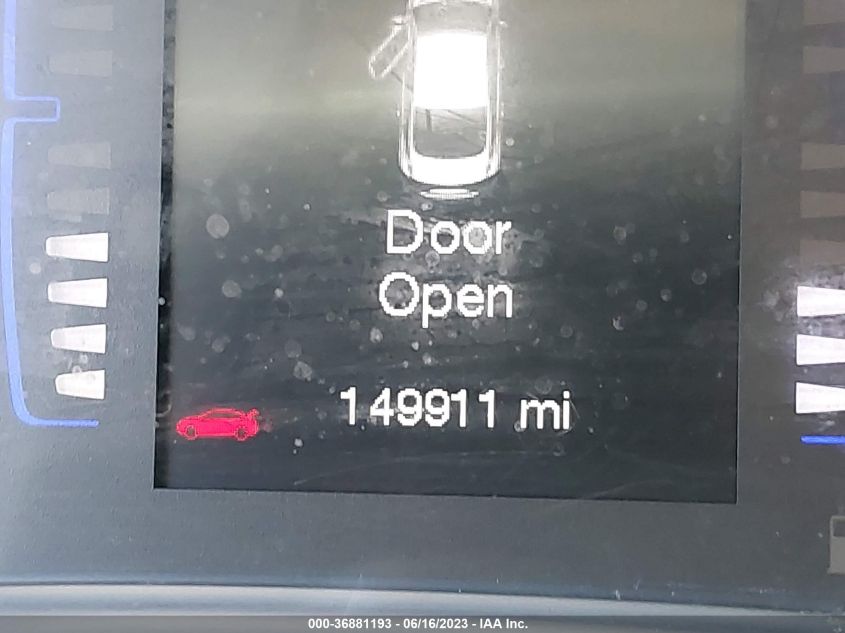 Door
Open
149911 mi
000-36881193 - 06/16/2023 - IAA Inc.